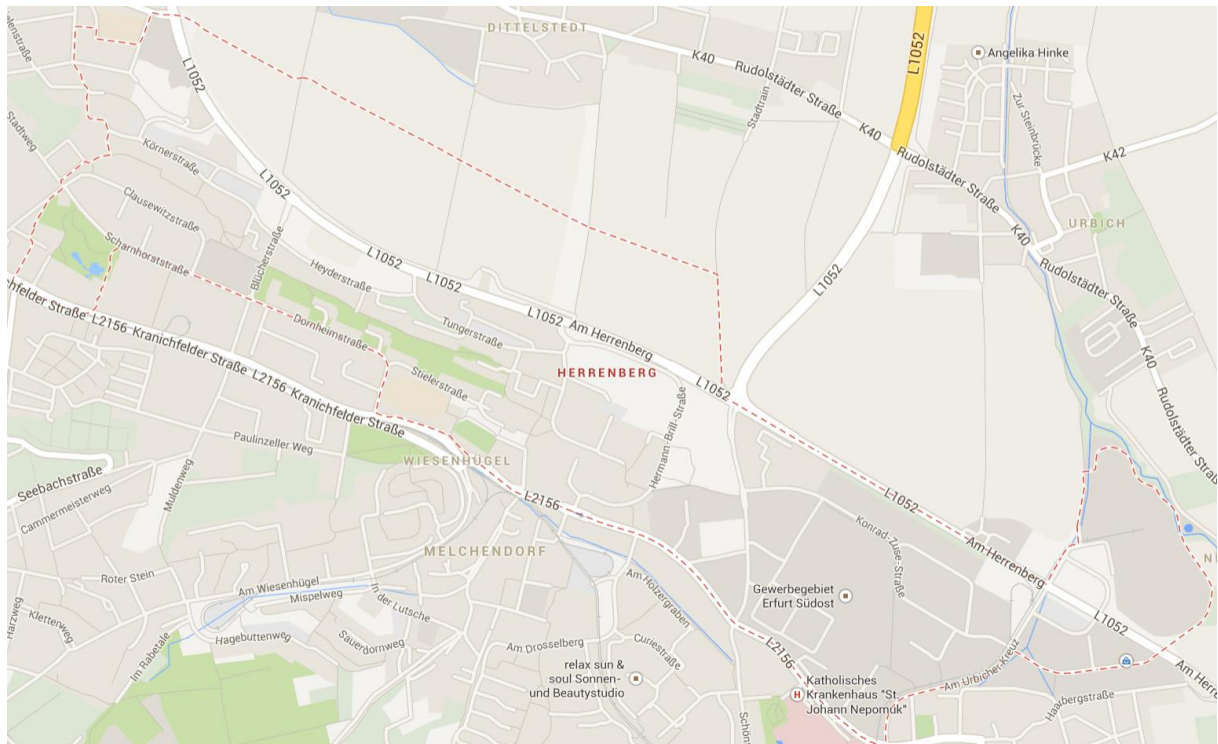 DITTELSTEDT
K40
Rudolstädter Straße
K40
Rudolstädter Straße
K40
Rudolstädter Straße
K40
Rudolstädter Straße
L1052
Angelika Hinke
Zur Steinbrücke
K42
URBICH
Stadtrain
L1052
L1052
L1052
L1052
L1052
L1052
Am Herrenberg
L1052
L1052
L1052
Am Herrenberg
L1052
Stadtweg
Körnerstraße
Clausewitzstraße
Scharnhorststraße
Blücherstraße
Heyderstraße
Dornheimstraße
Tungerstraße
Stielerstraße
HERRENBERG
Hermann-Brill-Straße
L2156
Kranichfelder Straße
L2156
Kranichfelder Straße
WIESENHÜGEL
Paulinzeller Weg
Seebachstraße
Cammermeisterweg
Muldenweg
L2156
Konrad-Zuse-Straße
MELCHENDORF
Roter Stein
Am Wiesenhügel
Mispelweg
In der Lutsche
Harzweg
Klettenweg
Hagebuttenweg
Sauerdornweg
Im Rabetale
Am Holzergraben
Gewerbegebiet
Erfurt Südost
Am Drosselberg
Curiestraße
relax sun &
soul Sonnen-
und Beautystudio
L2156
Katholisches
Krankenhaus "St.
Johann Nepomuk"
Am Urbicher-Kreuz
Haarbergstraße